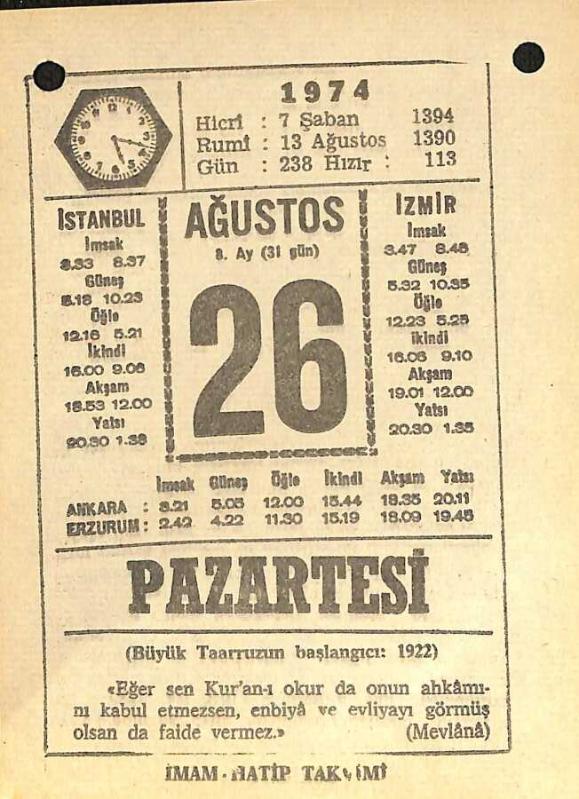 1974
Hicrî : 7 Şaban 1394
Rumî : 13 Ağustos 1390
Gün : 238 Hızır : 113
İSTANBUL
İmsak
3.33 8.37
Güneş
5.18 10.23
Öğle
12.16 5.21
İkindi
16.00 9.06
Akşam
18.53 12.00
Yatsı
20.30 1.36
AĞUSTOS
8. Ay (31 gün)
26
İZMİR
İmsak
3.47 8.45
Güneş
5.32 10.35
Öğle
12.23 5.25
İkindi
16.06 9.10
Akşam
19.01 12.00
Yatsı
20.30 1.35
İmsak Güneş Öğle İkindi Akşam Yatsı
ANKARA : 3.21 5.05 12.00 15.44 18.35 20.11
ERZURUM : 2.42 4.22 11.30 15.19 18.09 19.45
PAZARTESİ
(Büyük Taarruzun başlangıcı: 1922)
«Eğer sen Kur'an-ı okur da onun ahkâmı-
nı kabul etmezsen, enbiyâ ve evliyayı görmüş
olsan da faide vermez.» (Mevlânâ)
İMAM - HATİP TAKVİMİ